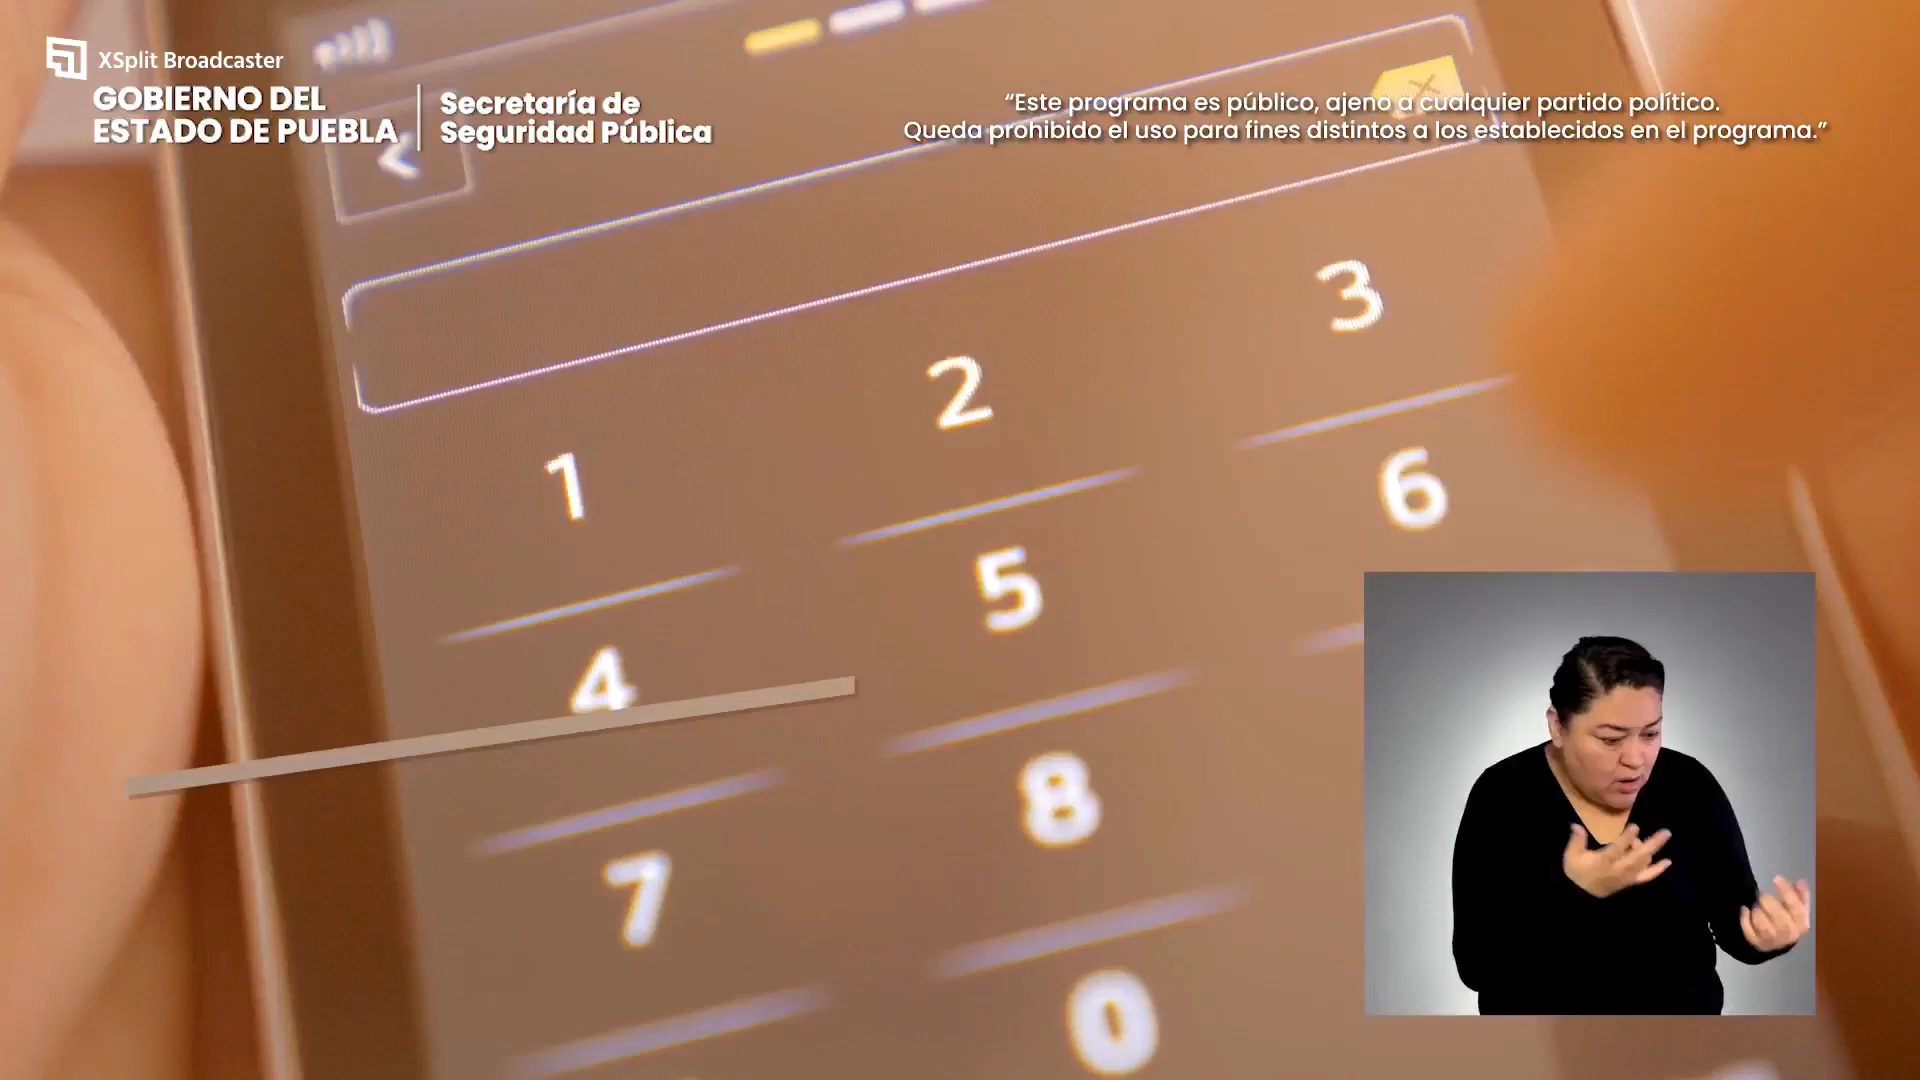 XSplit Broadcaster
GOBIERNO DEL
ESTADO DE PUEBLA
Secretaría de
Seguridad Pública
“Este programa es público, ajeno a cualquier partido político.
Queda prohibido el uso para fines distintos a los establecidos en el programa.”
1
2
3
4
5
6
7
8
0